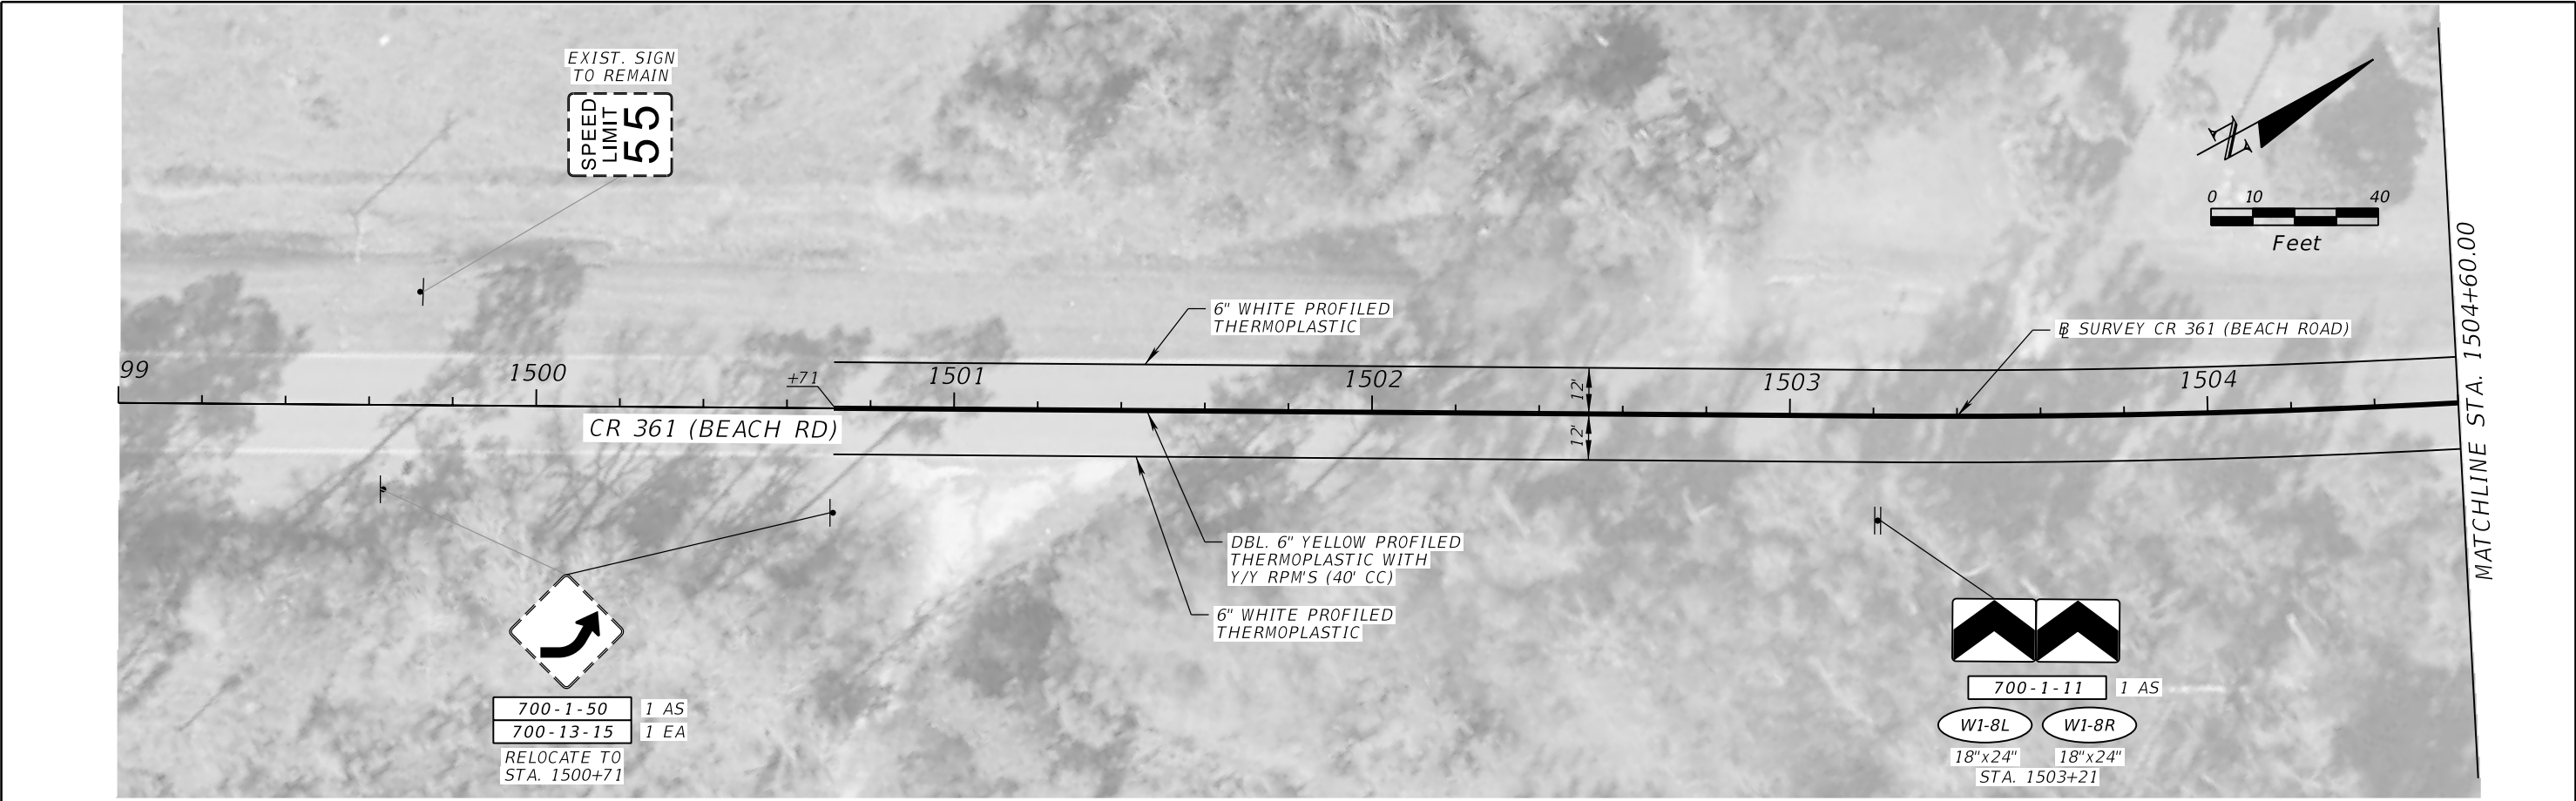 EXIST. SIGN
TO REMAIN
SPEED
LIMIT
55
N
0 10 40
Feet
6" WHITE PROFILED
THERMOPLASTIC
B SURVEY CR 361 (BEACH ROAD)
MATCHLINE STA. 1504+60.00
99 1500 1501 1502 1503 1504
+71
12'
12'
CR 361 (BEACH RD)
DBL. 6" YELLOW PROFILED
THERMOPLASTIC WITH
Y/Y RPM'S (40' CC)
6" WHITE PROFILED
THERMOPLASTIC
700-1-50 1 AS
700-13-15 1 EA
RELOCATE TO
STA. 1500+71
700-1-11 1 AS
W1-8L W1-8R
18"x24" 18"x24"
STA. 1503+21